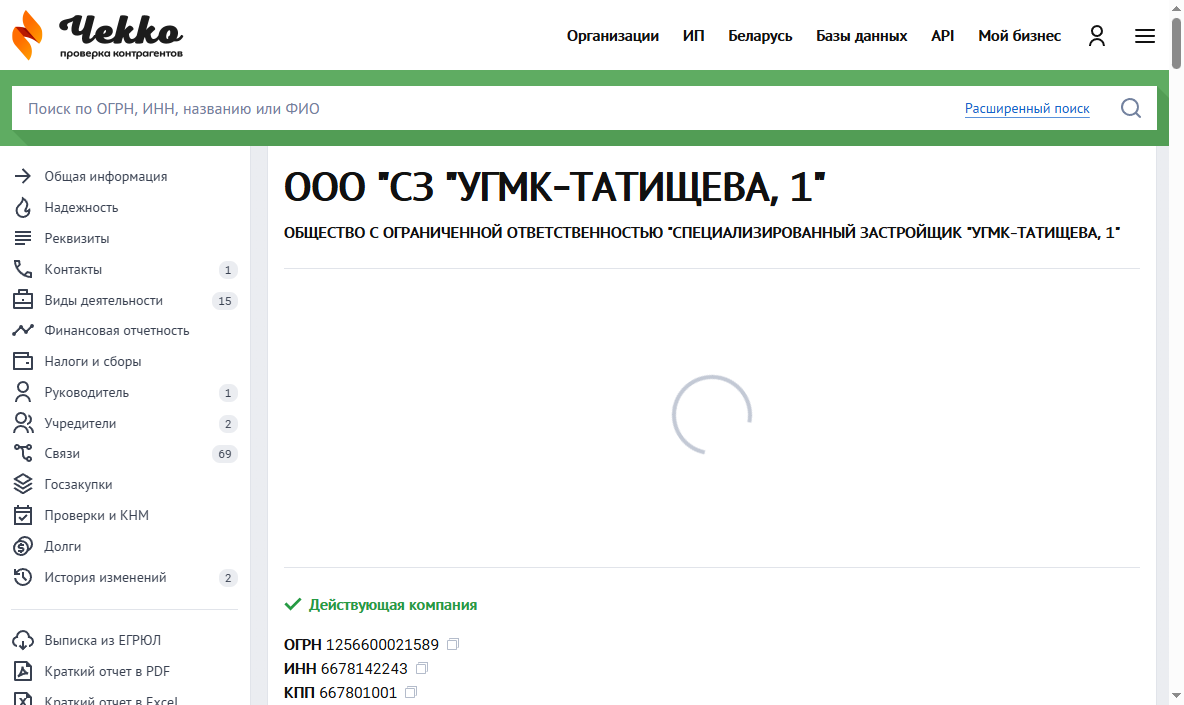 Чекко
проверка контрагентов
Организации ИП Беларусь Базы данных API Мой бизнес
Поиск по ОГРН, ИНН, названию или ФИО Расширенный поиск
Общая информация
Надежность
Реквизиты
Контакты 1
Виды деятельности 15
Финансовая отчетность
Налоги и сборы
Руководитель 1
Учредители 2
Связи 69
Госзакупки
Проверки и КНМ
Долги
История изменений 2
Выписка из ЕГРЮЛ
Краткий отчет в PDF
Краткий отчет в Excel
ООО "СЗ "УГМК-ТАТИЩЕВА, 1"
ОБЩЕСТВО С ОГРАНИЧЕННОЙ ОТВЕТСТВЕННОСТЬЮ "СПЕЦИАЛИЗИРОВАННЫЙ ЗАСТРОЙЩИК "УГМК-ТАТИЩЕВА, 1"
Действующая компания
ОГРН 1256600021589
ИНН 6678142243
КПП 667801001